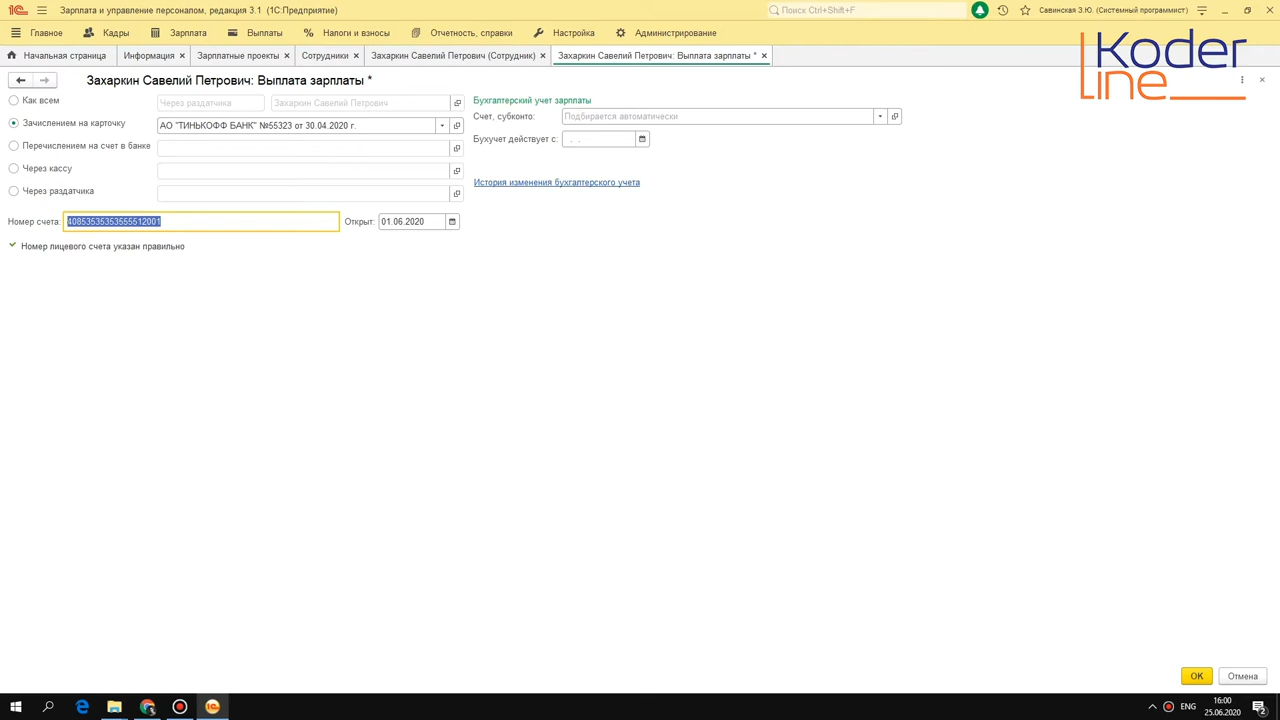 Зарплата и управление персоналом, редакция 3.1 (1С:Предприятие)
Поиск Ctrl+Shift+F
Савинская З.Ю. (Системный программист)
Главное
Кадры
Зарплата
Выплаты
Налоги и взносы
Отчетность, справки
Настройка
Администрирование
Начальная страница
Информация
Зарплатные проекты
Сотрудники
Захаркин Савелий Петрович (Сотрудник)
Захаркин Савелий Петрович: Выплата зарплаты *
Koder
Line
Захаркин Савелий Петрович: Выплата зарплаты *
Как всем
Через раздатчика
Захаркин Савелий Петрович
Бухгалтерский учет зарплаты
Зачислением на карточку
АО "ТИНЬКОФФ БАНК" №55323 от 30.04.2020 г.
Счет, субконто:
Подбирается автоматически
Перечислением на счет в банке
Бухучет действует с:
. .
Через кассу
Через раздатчика
История изменения бухгалтерского учета
Номер счета:
Открыт:
01.06.2020
Номер лицевого счета указан правильно
OK
Отмена
ENG
16:00
25.06.2020
2